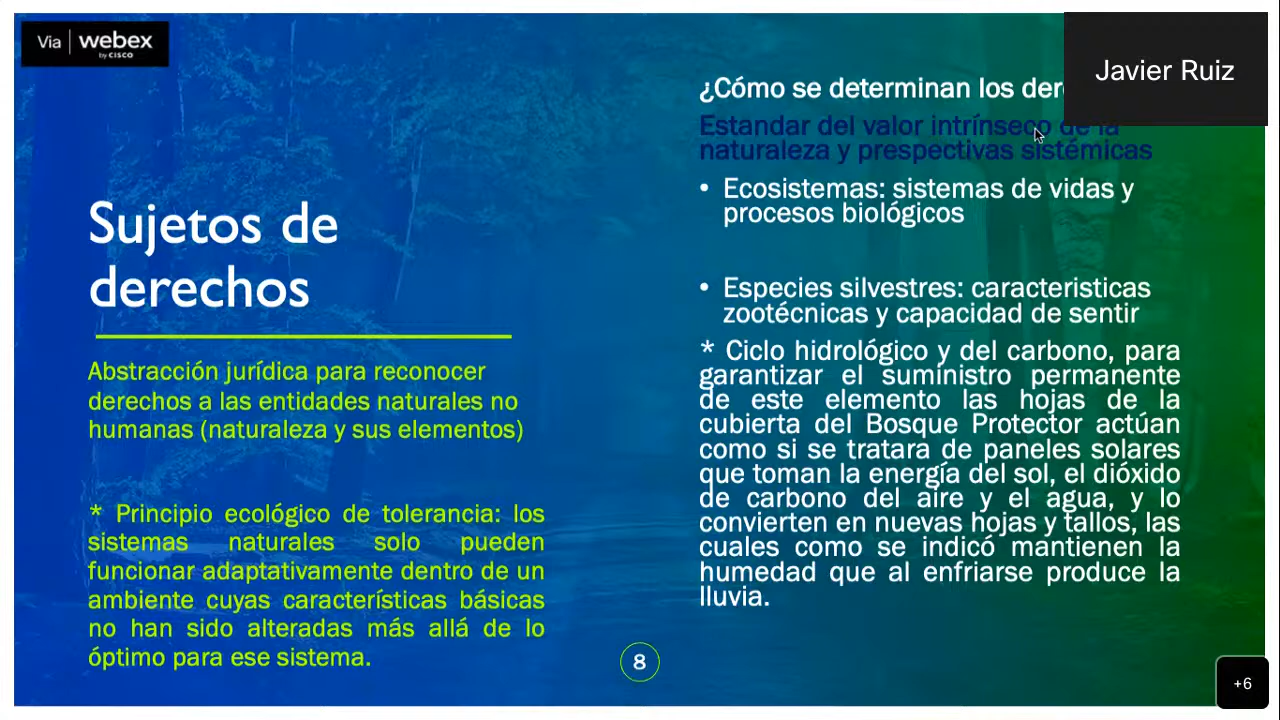 Via | webex
by CISCO
Javier Ruiz
Sujetos de
derechos
Abstracción jurídica para reconocer
derechos a las entidades naturales no
humanas (naturaleza y sus elementos)
* Principio ecológico de tolerancia: los
sistemas naturales solo pueden
funcionar adaptativamente dentro de un
ambiente cuyas características básicas
no han sido alteradas más allá de lo
óptimo para ese sistema.
¿Cómo se determinan los
Estandar del valor intrínseco de la
naturaleza y prespectivas sistémicas
• Ecosistemas: sistemas de vidas y
procesos biológicos
• Especies silvestres: caracteristicas
zootécnicas y capacidad de sentir
* Ciclo hidrológico y del carbono, para
garantizar el suministro permanente
de este elemento las hojas de la
cubierta del Bosque Protector actúan
como si se tratara de paneles solares
que toman la energía del sol, el dióxido
de carbono del aire y el agua, y lo
convierten en nuevas hojas y tallos, las
cuales como se indicó mantienen la
humedad que al enfriarse produce la
lluvia.
8
+6